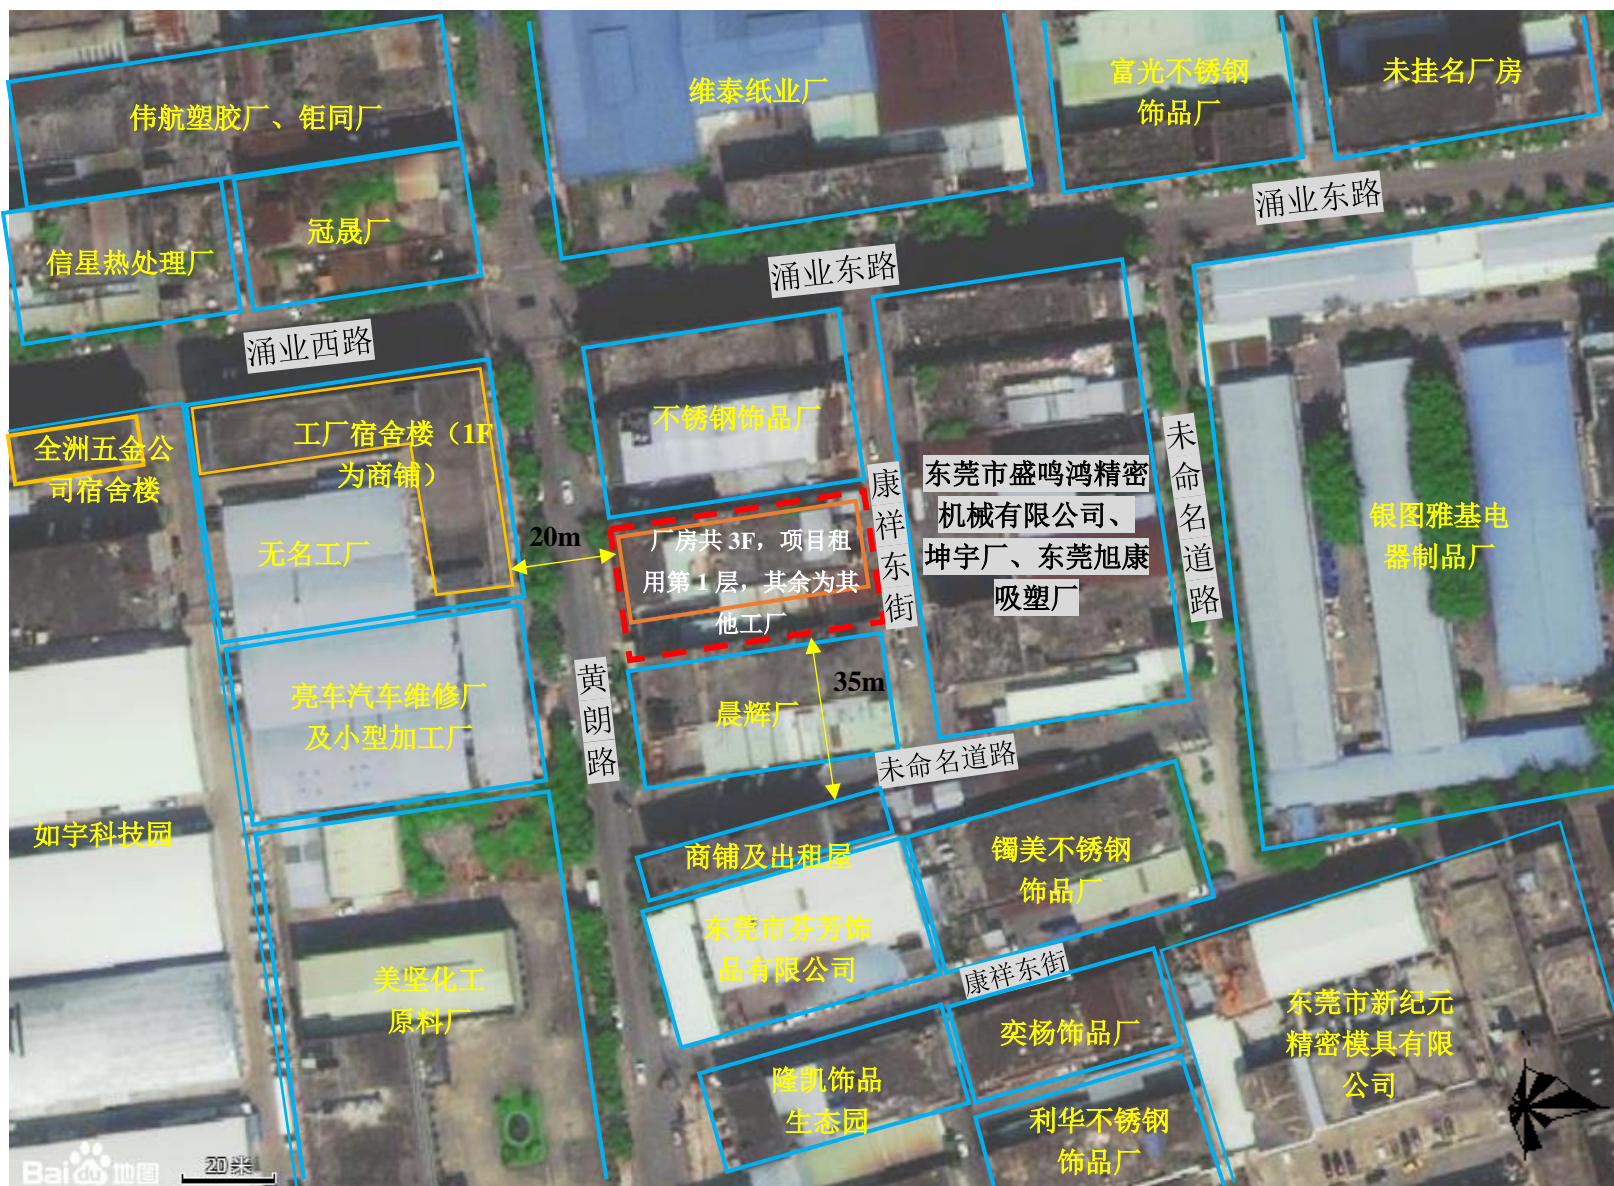 伟航塑胶厂、钜同厂
维泰纸业厂
富光不锈钢
饰品厂
未挂名厂房
信星热处理厂
冠晟厂
涌业东路
涌业东路
涌业西路
全洲五金公
司宿舍楼
工厂宿舍楼（1F
为商铺）
不锈钢饰品厂
康祥东街
东莞市盛鸣鸿精密
机械有限公司、
坤宇厂、东莞旭康
吸塑厂
未命名道路
银图雅基电
器制品厂
无名工厂
20m
厂房共 3F，项目租
用第 1 层，其余为其
他工厂
黄朗路
35m
亮车汽车维修厂
及小型加工厂
晨辉厂
未命名道路
如宇科技园
商铺及出租屋
镯美不锈钢
饰品厂
东莞市芬芳饰
品有限公司
康祥东街
美坚化工
原料厂
奕杨饰品厂
东莞市新纪元
精密模具有限
公司
隆凯饰品
生态园
利华不锈钢
饰品厂
Bai地图
20 米